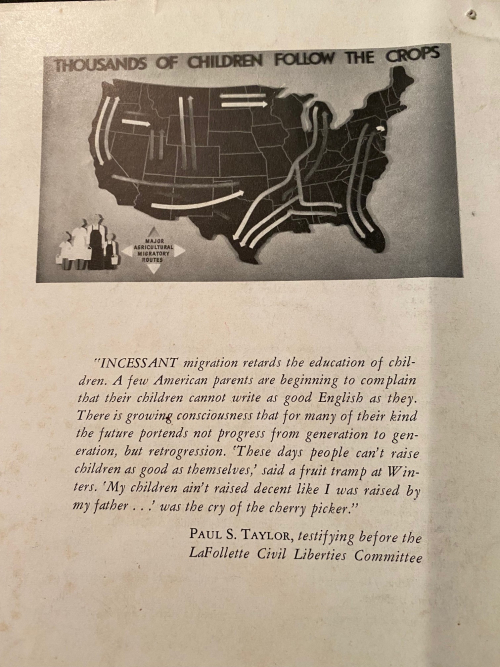 THOUSANDS OF CHILDREN FOLLOW THE CROPS
MAJOR
AGRICULTURAL
MIGRATORY
ROUTES
"INCESSANT migration retards the education of chil-
dren. A few American parents are beginning to complain
that their children cannot write as good English as they.
There is growing consciousness that for many of their kind
the future portends not progress from generation to gen-
eration, but retrogression. 'These days people can't raise
children as good as themselves,' said a fruit tramp at Win-
ters. 'My children ain't raised decent like I was raised by
my father . . .' was the cry of the cherry picker."
PAUL S. TAYLOR, testifying before the
LaFollette Civil Liberties Committee